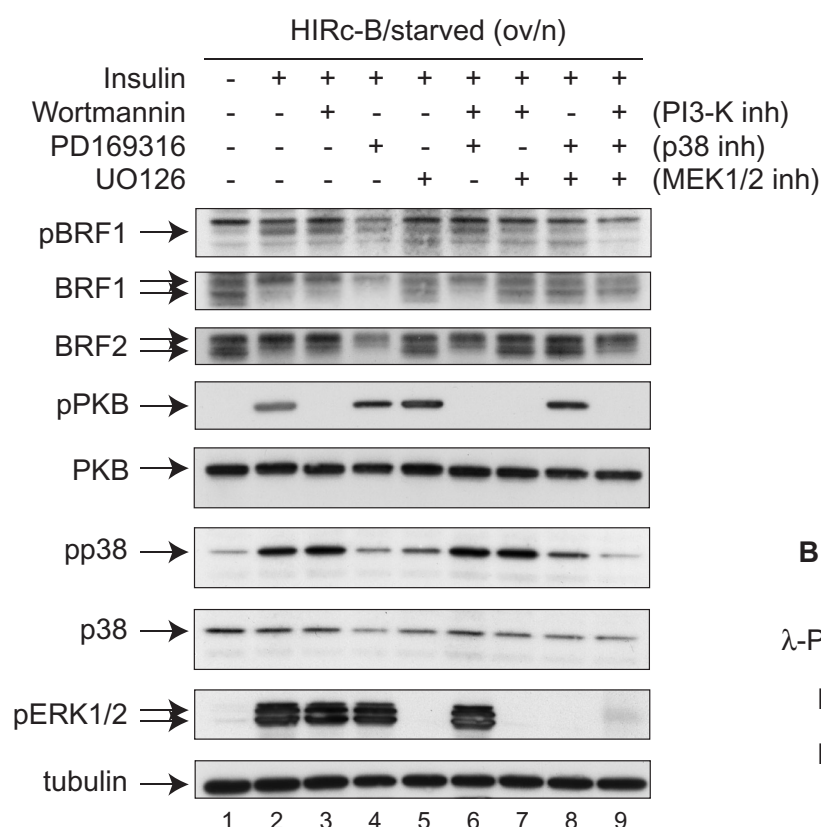 HIRc-B/starved (ov/n)
Insulin - + + + + + + + +
Wortmannin - - + - - + + - + (PI3-K inh)
PD169316 - - - + - + - + + (p38 inh)
UO126 - - - - + - + + + (MEK1/2 inh)
pBRF1
BRF1
BRF2
pPKB
PKB
pp38
B
p38
λ-P
pERK1/2
tubulin
1 2 3 4 5 6 7 8 9